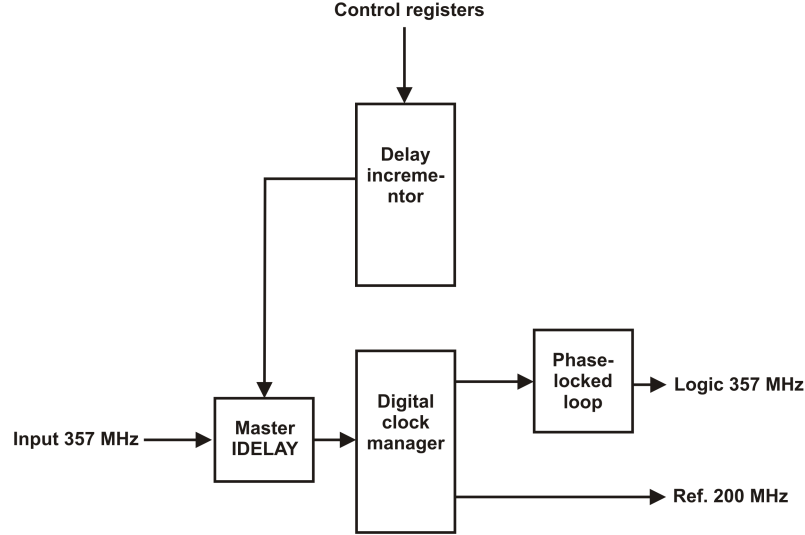 Control registers
Delay
increme-
ntor
Phase-
locked
loop
Logic 357 MHz
Digital
clock
manager
Master
IDELAY
Input 357 MHz
Ref. 200 MHz